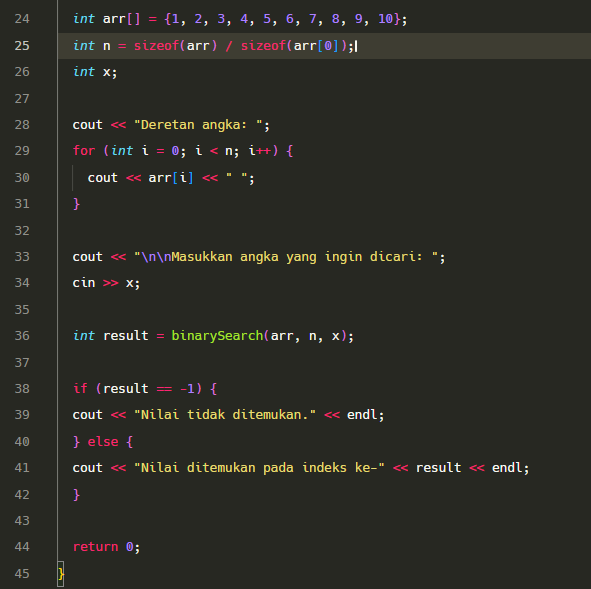 24 int arr[] = {1, 2, 3, 4, 5, 6, 7, 8, 9, 10};
25 int n = sizeof(arr) / sizeof(arr[0]);
26 int x;
27
28 cout << "Deretan angka: ";
29 for (int i = 0; i < n; i++) {
30 cout << arr[i] << " ";
31 }
32
33 cout << "\n\nMasukkan angka yang ingin dicari: ";
34 cin >> x;
35
36 int result = binarySearch(arr, n, x);
37
38 if (result == -1) {
39 cout << "Nilai tidak ditemukan." << endl;
40 } else {
41 cout << "Nilai ditemukan pada indeks ke-" << result << endl;
42 }
43
44 return 0;
45 }